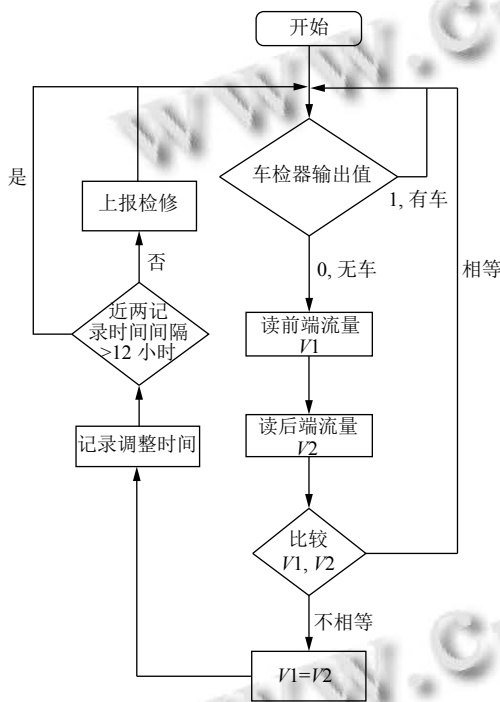 开始
车检器输出值
1, 有车
0, 无车
读前端流量
V1
读后端流量
V2
比较
V1, V2
相等
不相等
V1=V2
记录调整时间
近两记
录时间间隔
>12 小时
是
否
上报检修
www.c
www.c